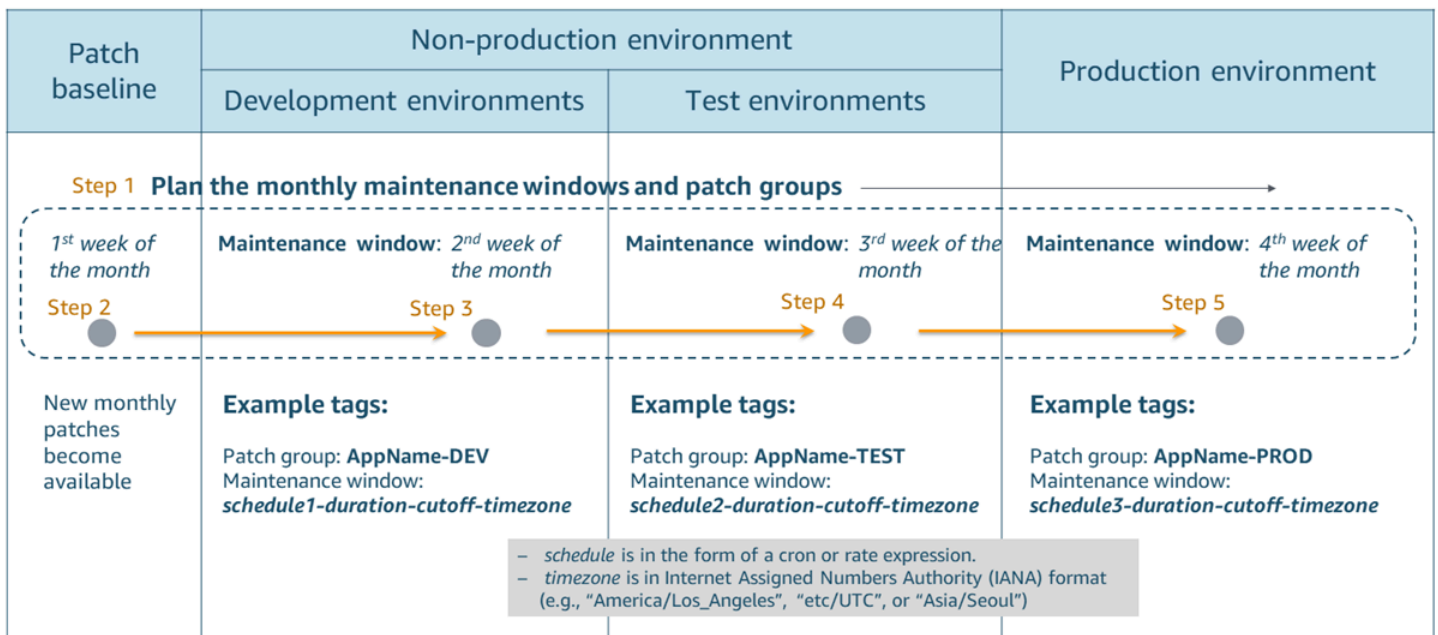 Patch
baseline
Non-production environment
Development environments
Test environments
Production environment
Step 1 Plan the monthly maintenance windows and patch groups
1st week of
the month
Step 2
Maintenance window: 2nd week of
the month
Step 3
Maintenance window: 3rd week of the
month
Step 4
Maintenance window: 4th week of
the month
Step 5
New monthly
patches
become
available
Example tags:
Patch group: AppName-DEV
Maintenance window:
schedule1-duration-cutoff-timezone
Example tags:
Patch group: AppName-TEST
Maintenance window:
schedule2-duration-cutoff-timezone
Example tags:
Patch group: AppName-PROD
Maintenance window:
schedule3-duration-cutoff-timezone
– schedule is in the form of a cron or rate expression.
– timezone is in Internet Assigned Numbers Authority (IANA) format
(e.g., “America/Los_Angeles”, “etc/UTC”, or “Asia/Seoul”)